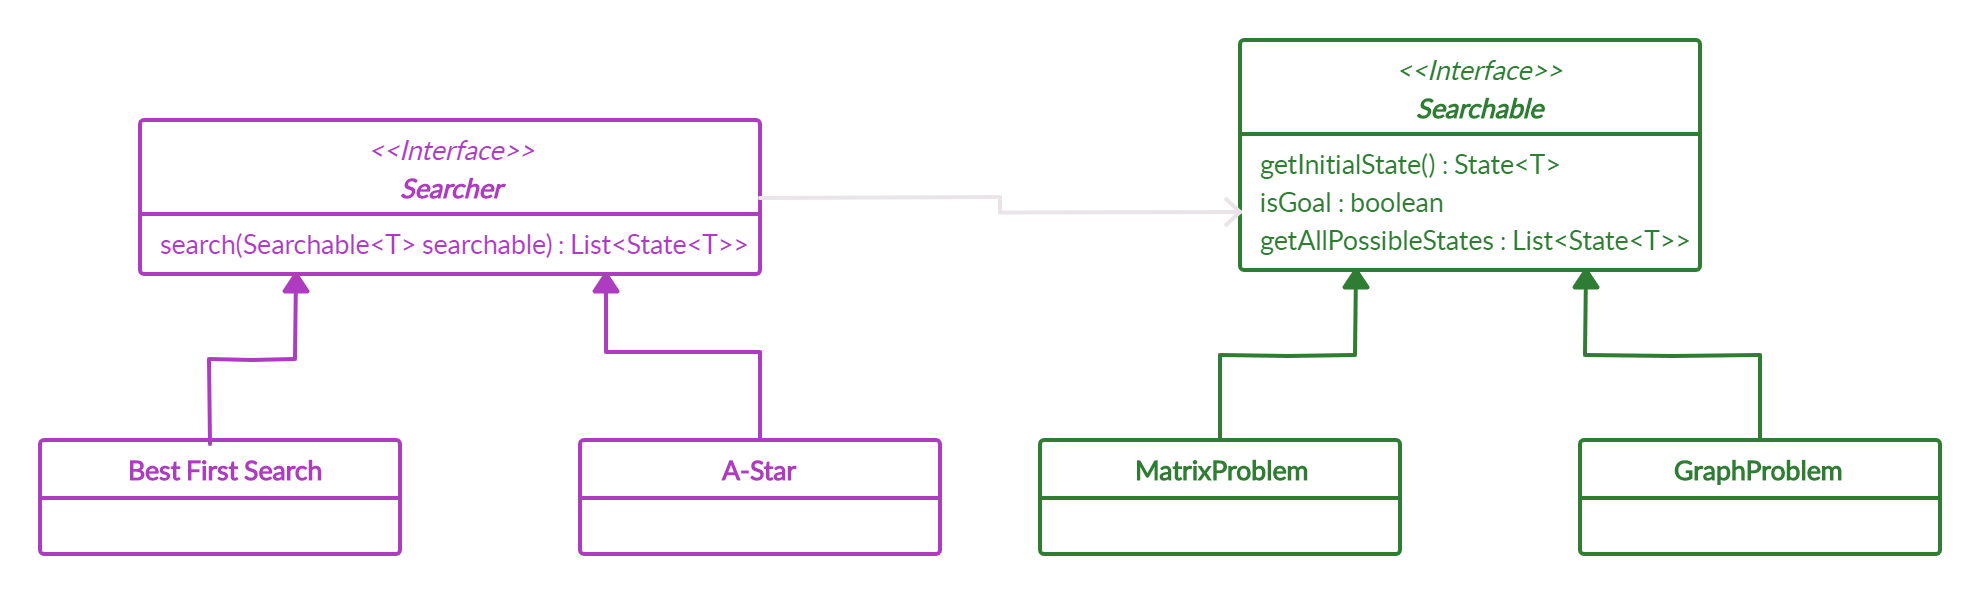 <<Interface>>
Searcher
search(Searchable<T> searchable) : List<State<T>>
Best First Search
A-Star
<<Interface>>
Searchable
getInitialState() : State<T>
isGoal : boolean
getAllPossibleStates : List<State<T>>
MatrixProblem
GraphProblem